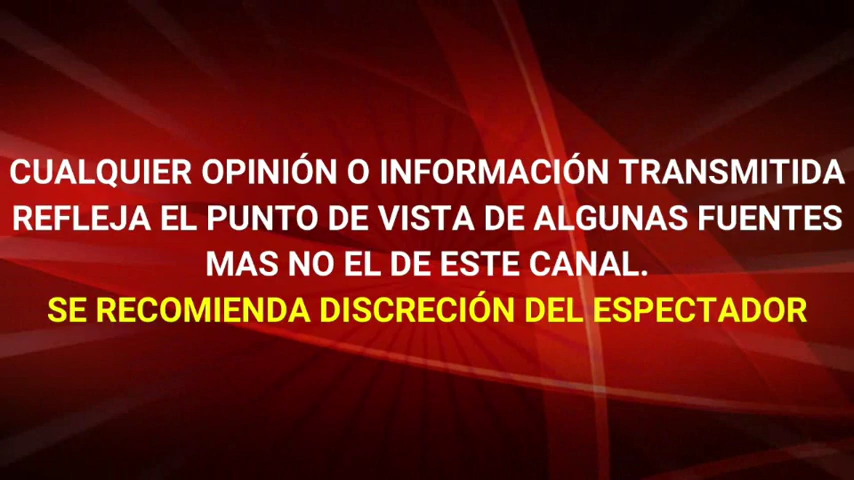 CUALQUIER OPINIÓN O INFORMACIÓN TRANSMITIDA
REFLEJA EL PUNTO DE VISTA DE ALGUNAS FUENTES
MAS NO EL DE ESTE CANAL.
SE RECOMIENDA DISCRECIÓN DEL ESPECTADOR